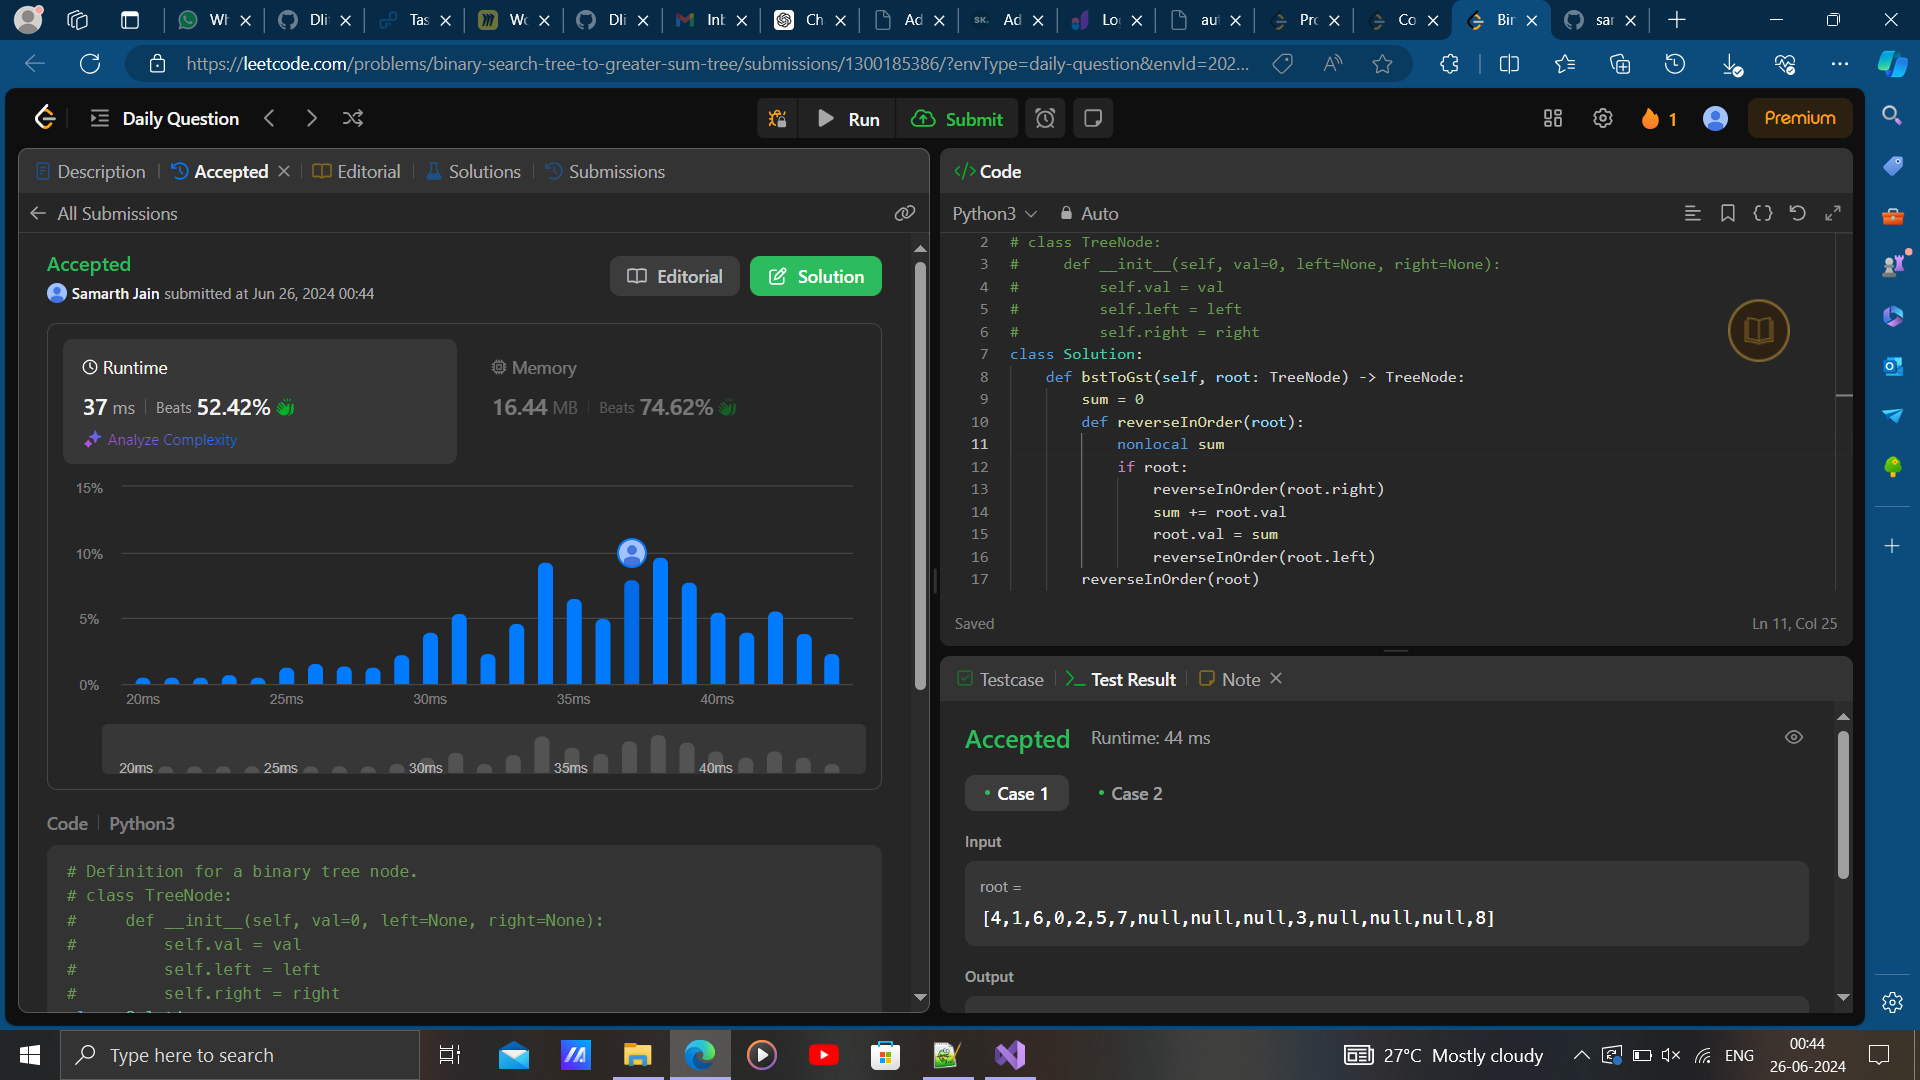 Wh
Dli
Tas
Wo
Dli
Inb
Ch
Ad
SK.
Ad
Log
au
Pro
Co
Bin
sar
https://leetcode.com/problems/binary-search-tree-to-greater-sum-tree/submissions/1300185386/?envType=daily-question&envId=202...
Daily Question
Run
Submit
1
Premium
Description
Accepted
Editorial
Solutions
Submissions
All Submissions
Accepted
Samarth Jain submitted at Jun 26, 2024 00:44
Editorial
Solution
Runtime
37 ms
Beats 52.42%
Analyze Complexity
Memory
16.44 MB
Beats 74.62%
15%
10%
5%
0%
20ms 25ms 30ms 35ms 40ms
20ms 25ms 30ms 35ms 40ms
Code
Python3
# Definition for a binary tree node.
# class TreeNode:
#     def __init__(self, val=0, left=None, right=None):
#         self.val = val
#         self.left = left
#         self.right = right
</> Code
Python3
Auto
2 # class TreeNode:
3 #     def __init__(self, val=0, left=None, right=None):
4 #         self.val = val
5 #         self.left = left
6 #         self.right = right
7 class Solution:
8     def bstToGst(self, root: TreeNode) -> TreeNode:
9         sum = 0
10         def reverseInOrder(root):
11             nonlocal sum
12             if root:
13                 reverseInOrder(root.right)
14                 sum += root.val
15                 root.val = sum
16                 reverseInOrder(root.left)
17         reverseInOrder(root)
Saved
Ln 11, Col 25
Testcase
Test Result
Note
Accepted
Runtime: 44 ms
Case 1
Case 2
Input
root =
[4,1,6,0,2,5,7,null,null,null,3,null,null,null,8]
Output
Type here to search
27°C Mostly cloudy
ENG
00:44
26-06-2024